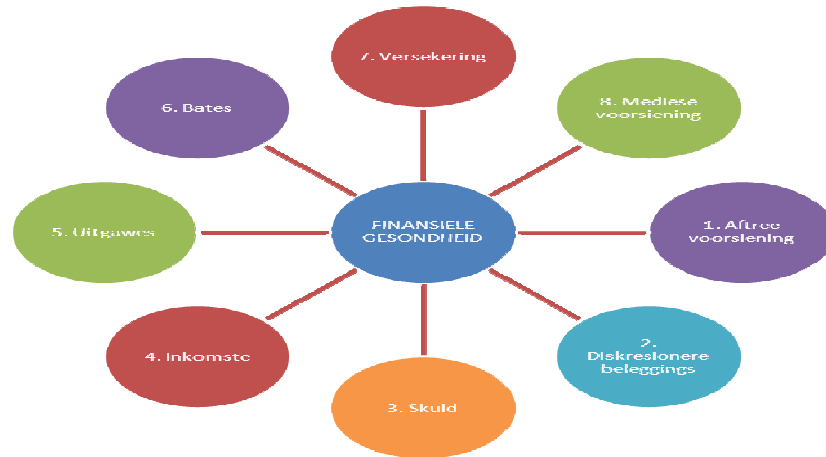 FINANSIELE
GESONDHEID
1. Aftree
voorsiening
2.
Diskresionere
beleggings
3. Skuld
4. Inkomste
5. Uitgawes
6. Bates
7. Versekering
8. Mediese
voorsiening